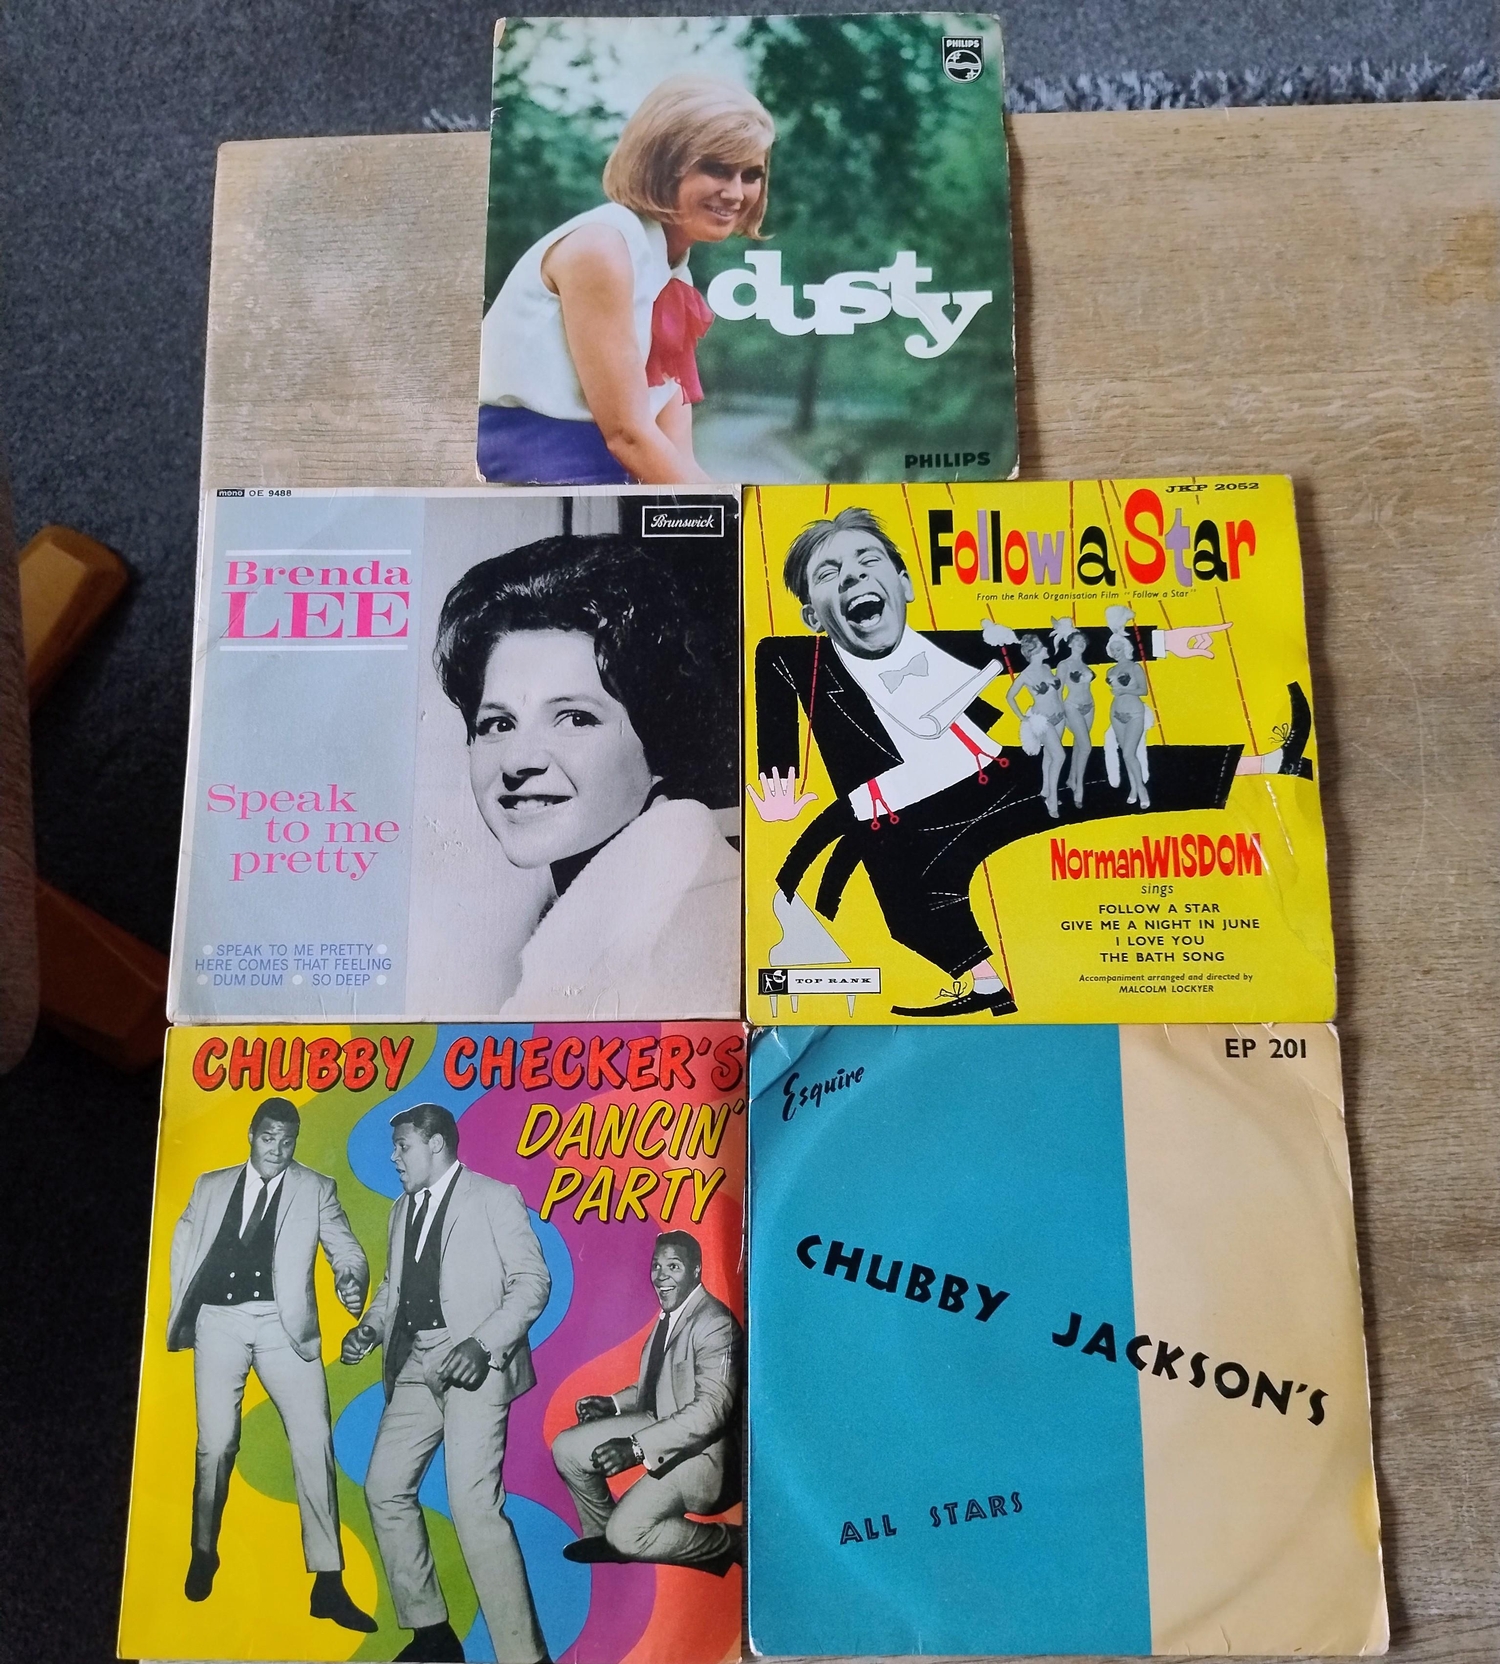 PHILIPS
dusty
PHILIPS
mono OE 9488
Brunswick
Brenda
LEE
Speak
to me
pretty
SPEAK TO ME PRETTY
HERE COMES THAT FEELING
DUM DUM SO DEEP
JKP 2052
Follow a Star
From the Rank Organisation Film "Follow a Star"
Norman WISDOM
sings
FOLLOW A STAR
GIVE ME A NIGHT IN JUNE
I LOVE YOU
THE BATH SONG
Accompaniment arranged and directed by
MALCOLM LOCKYER
TOP RANK
CHUBBY CHECKER'S
DANCIN'
PARTY
Esquire
EP 201
CHUBBY JACKSON'S
ALL STARS